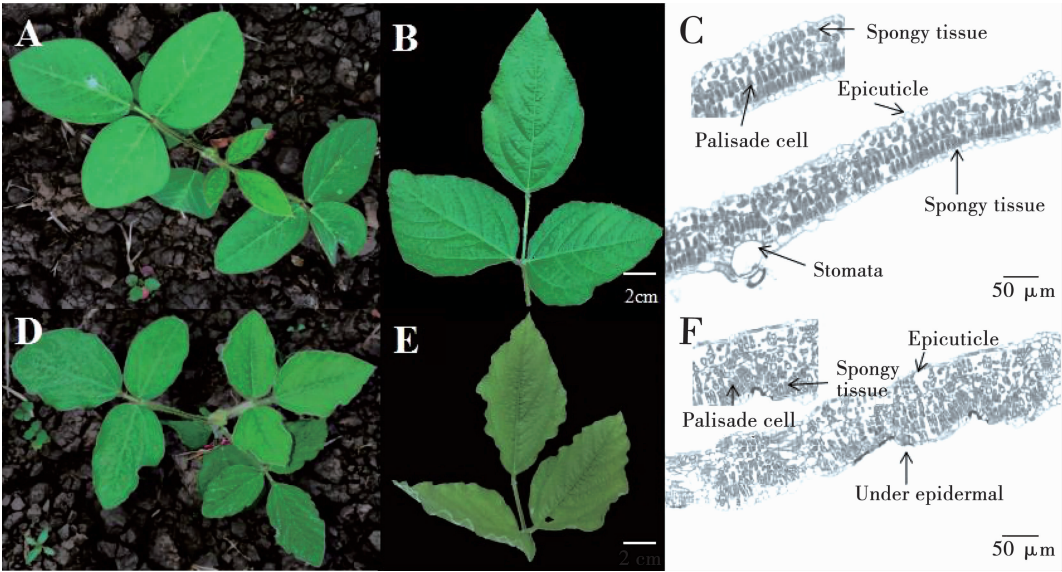 A
B
2cm
C
Spongy tissue
Epicuticle
Palisade cell
Spongy tissue
Stomata
50 μm
D
E
2 cm
F
Epicuticle
Spongy
tissue
Palisade cell
Under epidermal
50 μm